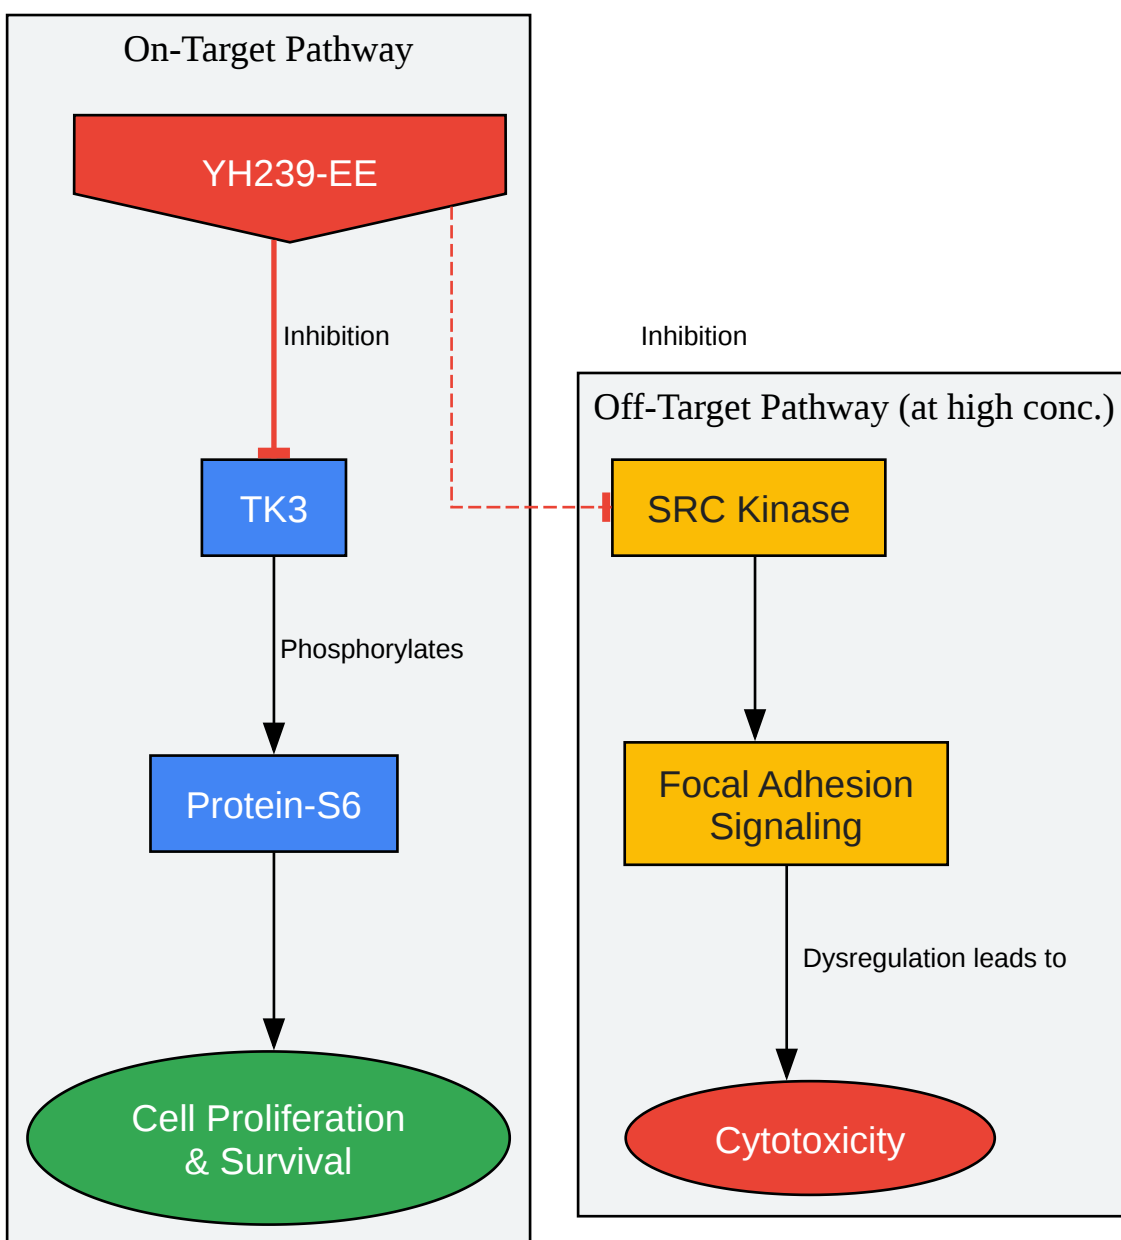 On-Target Pathway
YH239-EE
Inhibition
TK3
Phosphorylates
Protein-S6
Cell Proliferation
& Survival
Inhibition
Off-Target Pathway (at high conc.)
SRC Kinase
Focal Adhesion
Signaling
Dysregulation leads to
Cytotoxicity